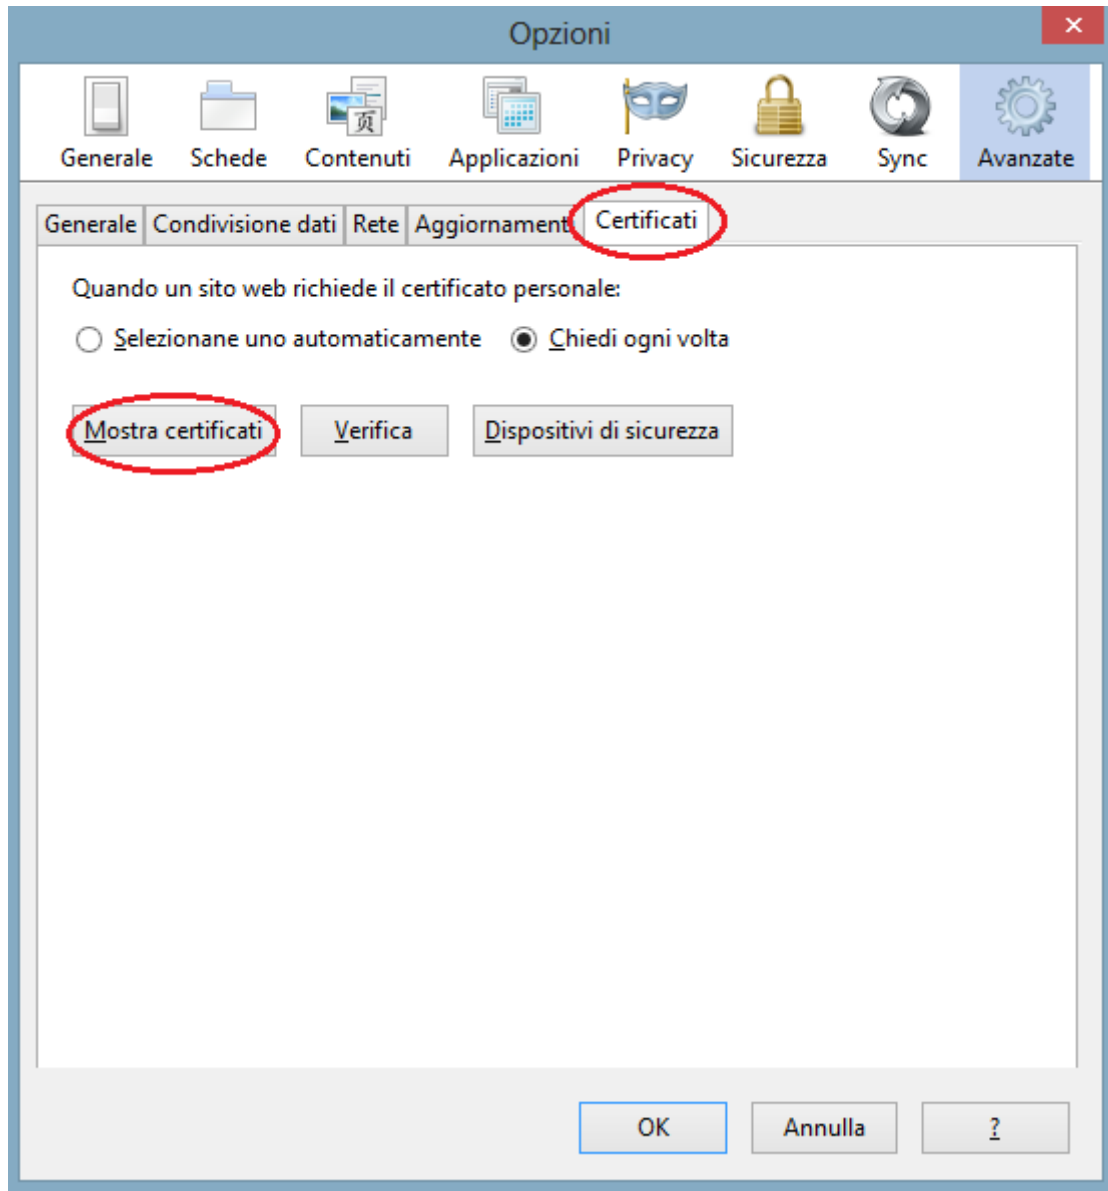 Opzioni
页
Generale Schede Contenuti Applicazioni Privacy Sicurezza Sync Avanzate
Generale Condivisione dati Rete Aggiornament Certificati
Quando un sito web richiede il certificato personale:
Selezionane uno automaticamente Chiedi ogni volta
Mostra certificati Verifica Dispositivi di sicurezza
OK Annulla ?